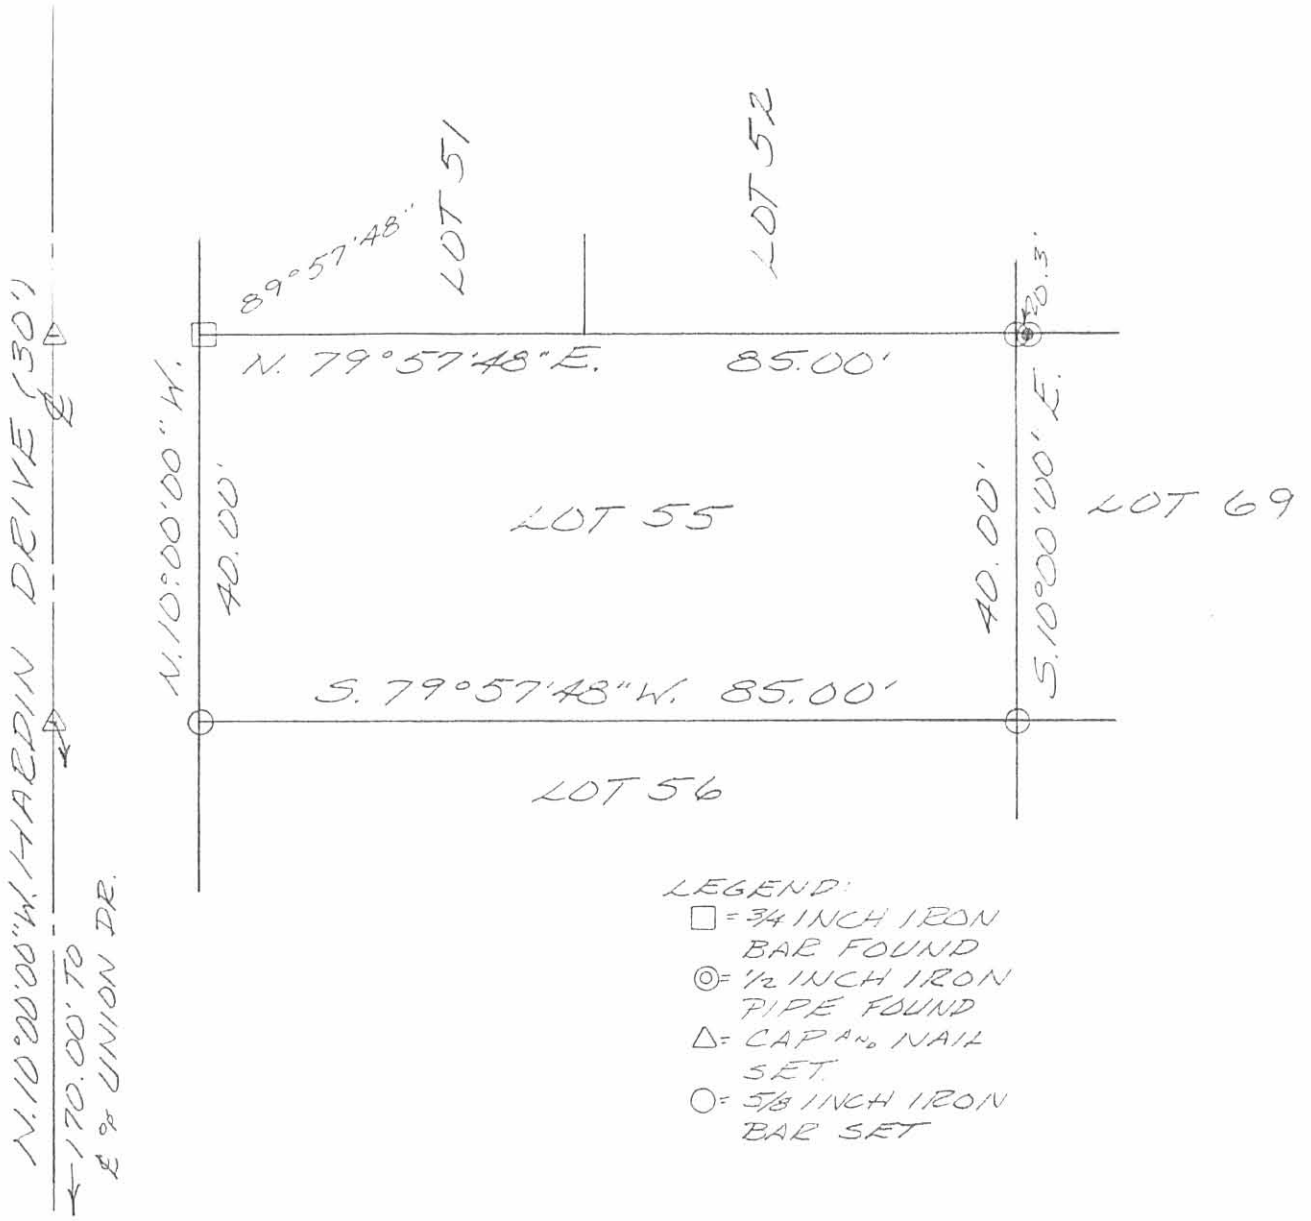 LOT 51
LOT 52
89°57'48"
0.3'
N. 79°57'48"E. 85.00'
N.10°00'00"W.
40.00'
LOT 55
40.00'
S.10°00'00" E.
LOT 69
S. 79°57'48"W. 85.00'
LOT 56
N.10°00'00"W. HARDIN DRIVE (30')
℄
170.00' TO
℄ OF UNION DR.
LEGEND:
□ = 3/4 INCH IRON
BAR FOUND
◎ = 1/2 INCH IRON
PIPE FOUND
△ = CAP AND NAIL
SET.
○ = 5/8 INCH IRON
BAR SET